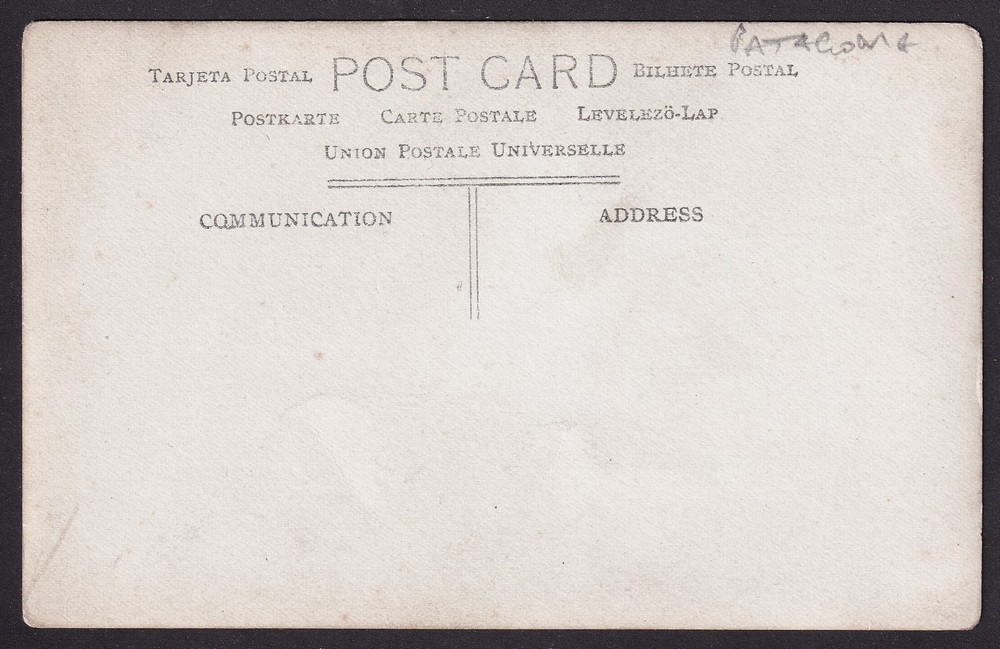 PATAGONIA
TARJETA POSTAL POST CARD BILHETE POSTAL
POSTKARTE CARTE POSTALE LEVELEZÖ-LAP
UNION POSTALE UNIVERSELLE
COMMUNICATION ADDRESS